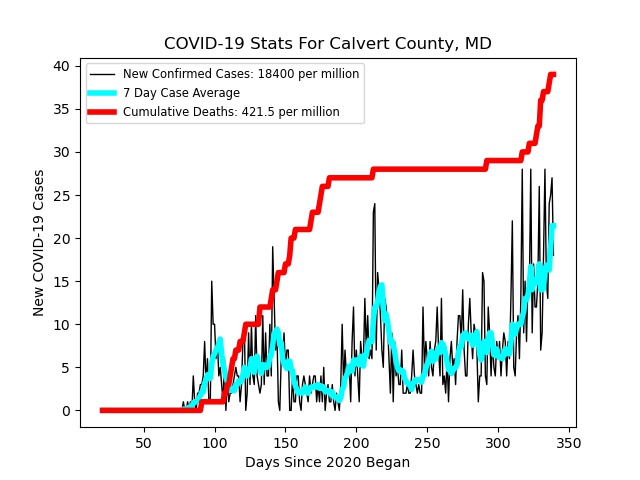 COVID-19 Stats For Calvert County, MD
New Confirmed Cases: 18400 per million
7 Day Case Average
Cumulative Deaths: 421.5 per million
New COVID-19 Cases
40
35
30
25
20
15
10
5
0
50 100 150 200 250 300 350
Days Since 2020 Began